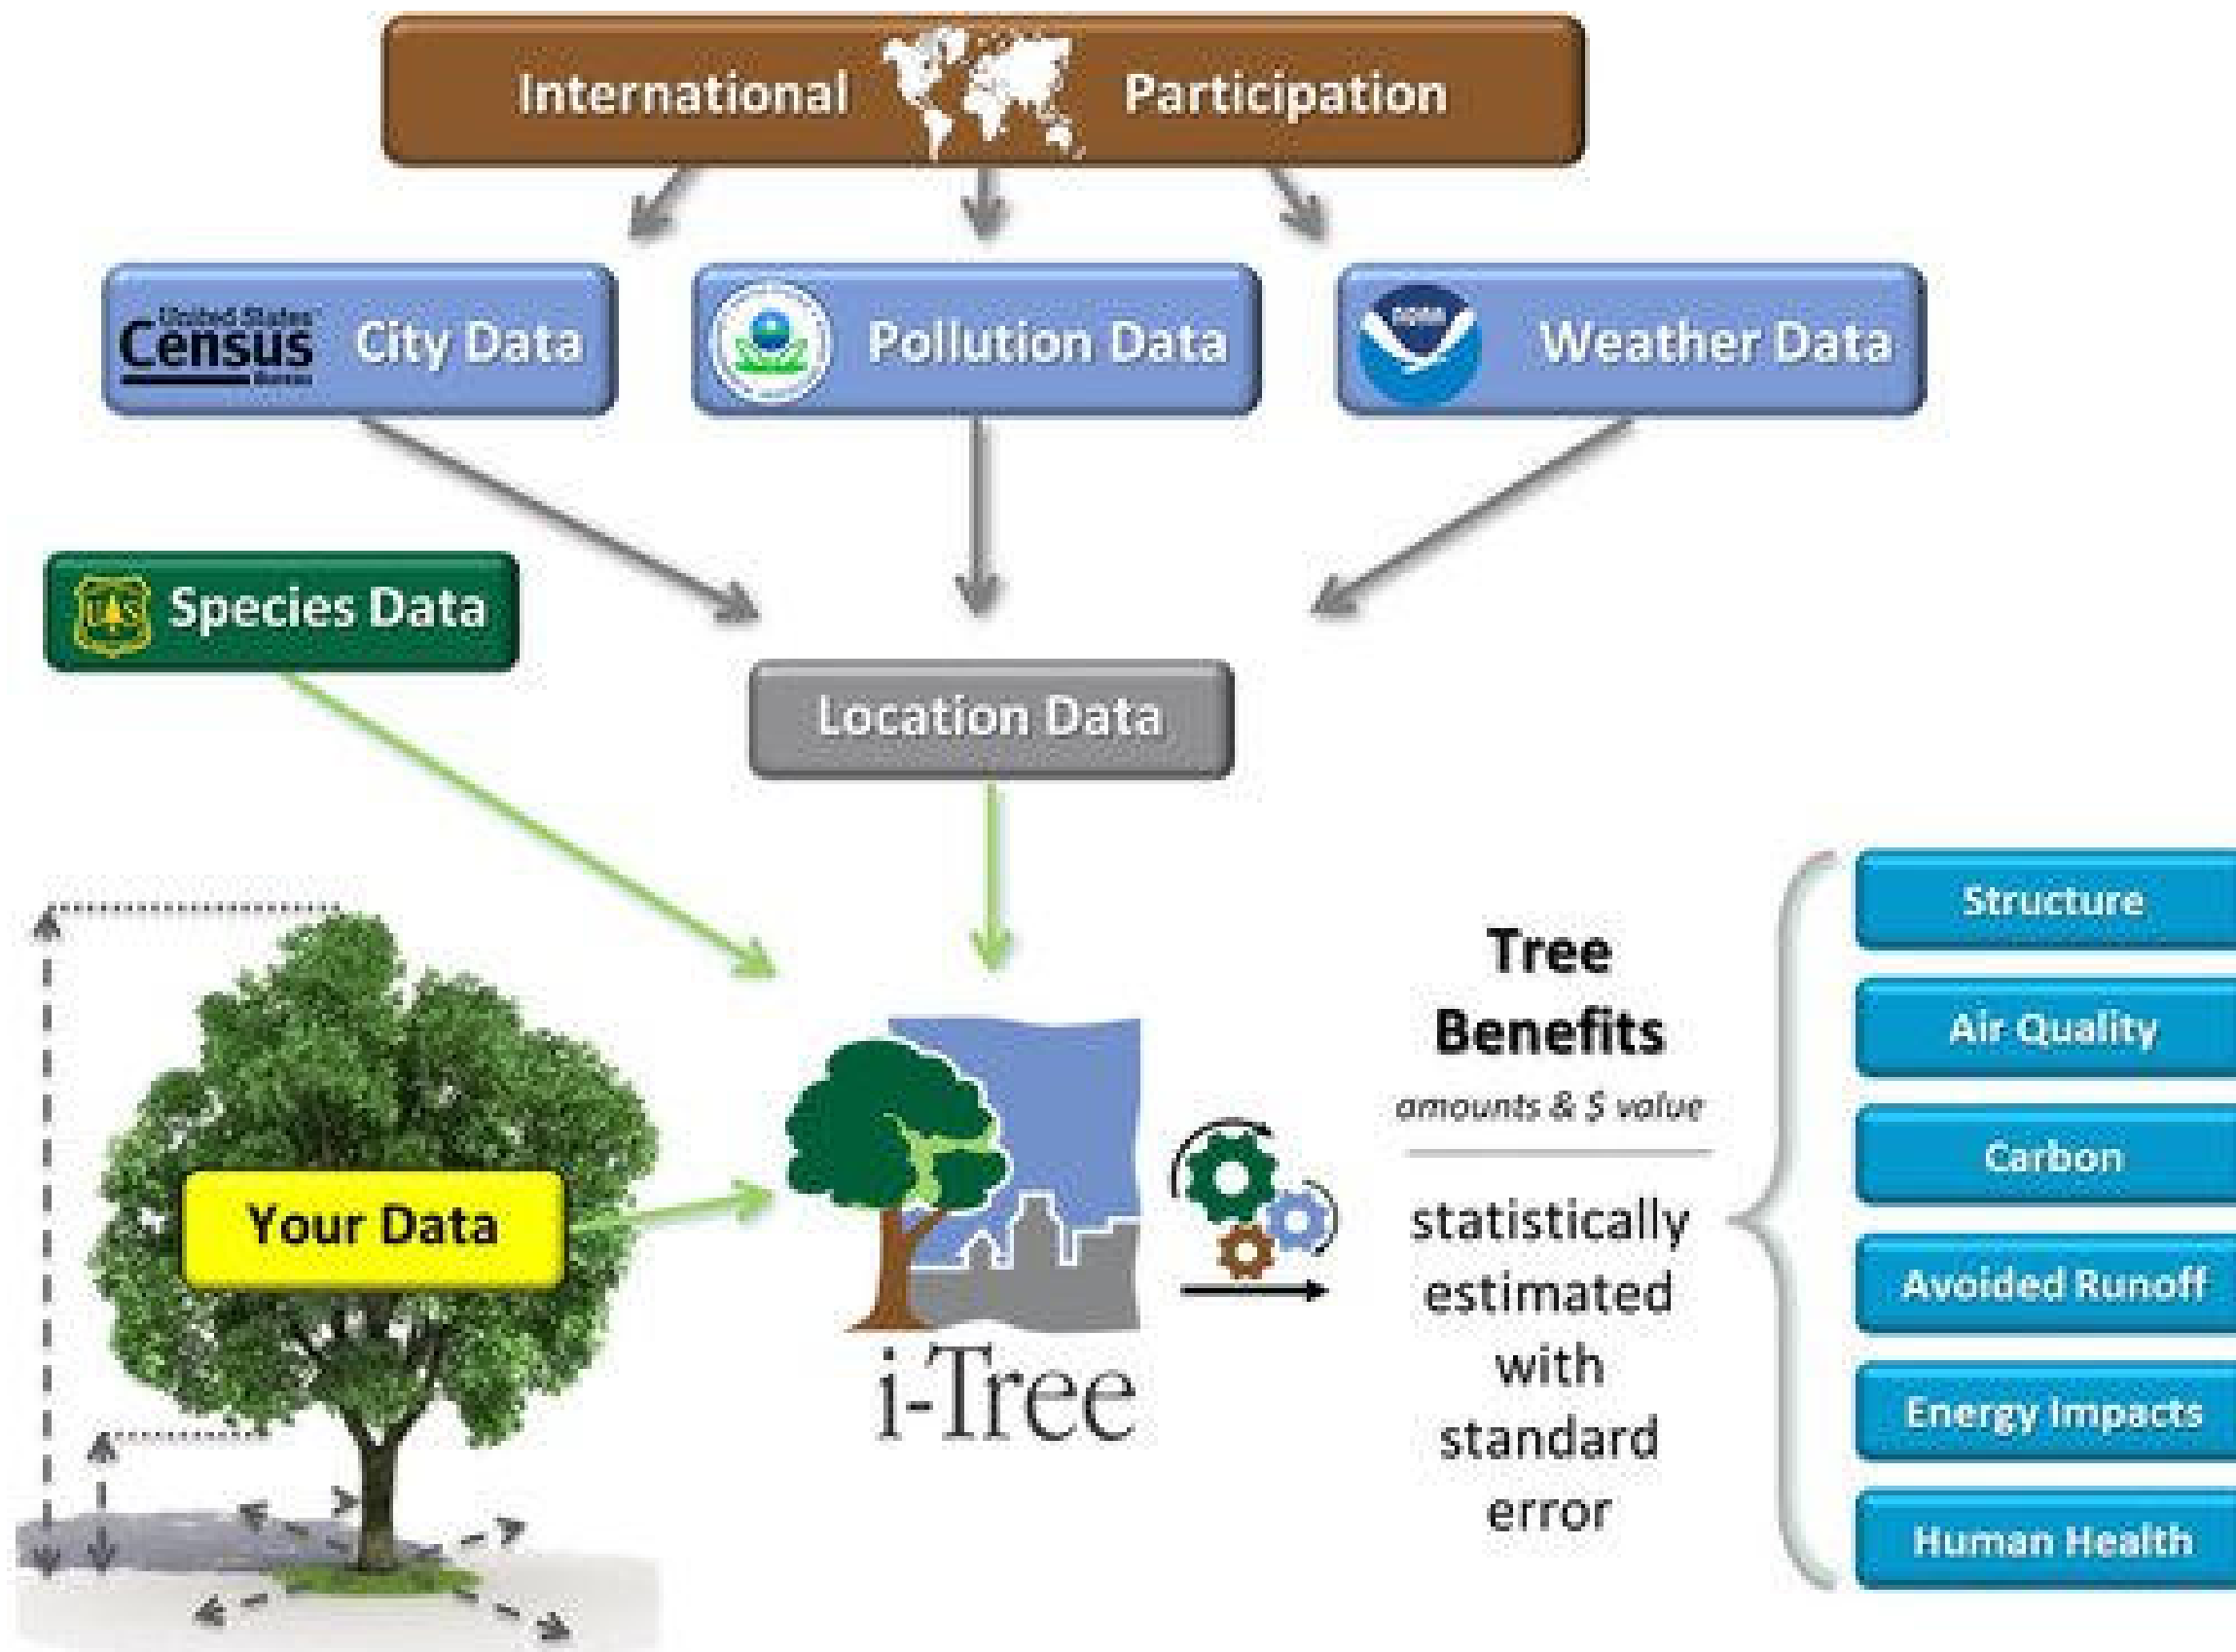 International Participation
United States
Census
Bureau
City Data
Pollution Data
noaa
Weather Data
U S
Species Data
Location Data
Your Data
i-Tree
Tree
Benefits
amounts & $ value
statistically
estimated
with
standard
error
Structure
Air Quality
Carbon
Avoided Runoff
Energy Impacts
Human Health